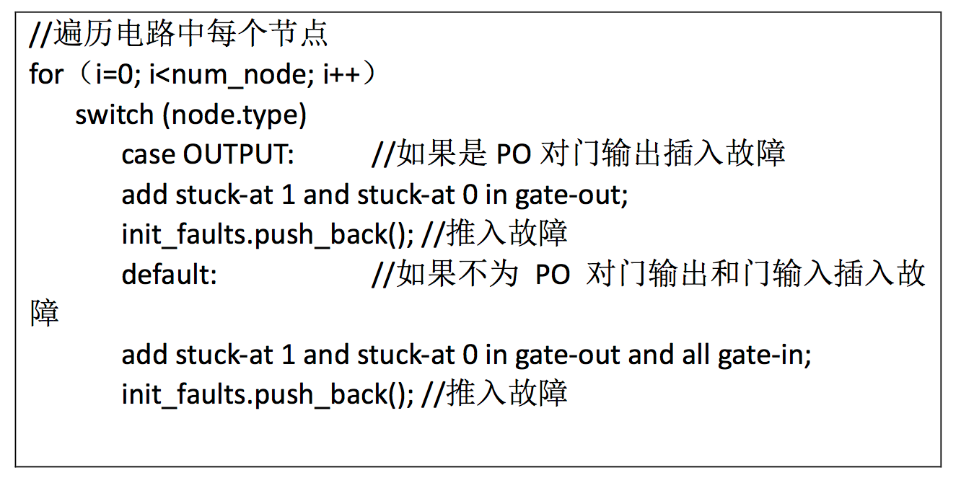 //遍历电路中每个节点
for（i=0; i<num_node; i++）
switch (node.type)
case OUTPUT: //如果是 PO 对门输出插入故障
add stuck-at 1 and stuck-at 0 in gate-out;
init_faults.push_back(); //推入故障
default: //如果不为 PO 对门输出和门输入插入故
障
add stuck-at 1 and stuck-at 0 in gate-out and all gate-in;
init_faults.push_back(); //推入故障